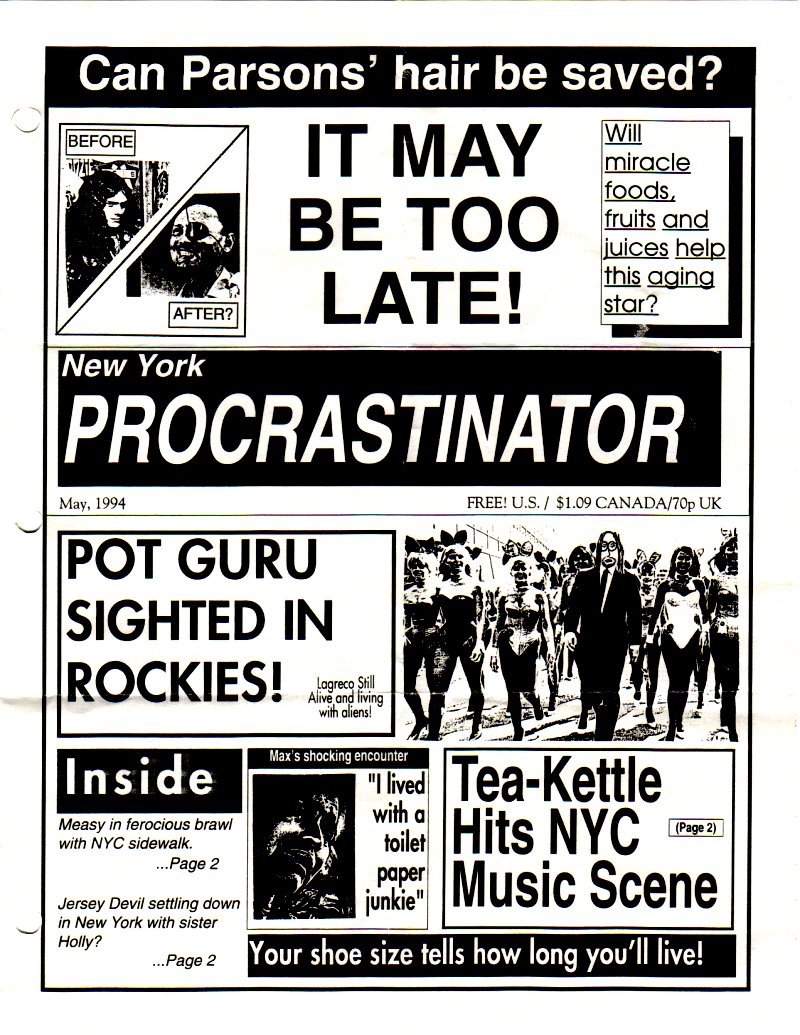 Can Parsons' hair be saved?
BEFORE
AFTER?
IT MAY
BE TOO
LATE!
Will
miracle
foods,
fruits and
juices help
this aging
star?
New York
PROCRASTINATOR
May, 1994
FREE! U.S. / $1.09 CANADA/70p UK
POT GURU
SIGHTED IN
ROCKIES!
Lagreco Still
Alive and living
with aliens!
Inside
Measy in ferocious brawl
with NYC sidewalk.
...Page 2
Jersey Devil settling down
in New York with sister
Holly?
...Page 2
Max's shocking encounter
"I lived
with a
toilet
paper
junkie"
Tea-Kettle
Hits NYC
(Page 2)
Music Scene
Your shoe size tells how long you'll live!